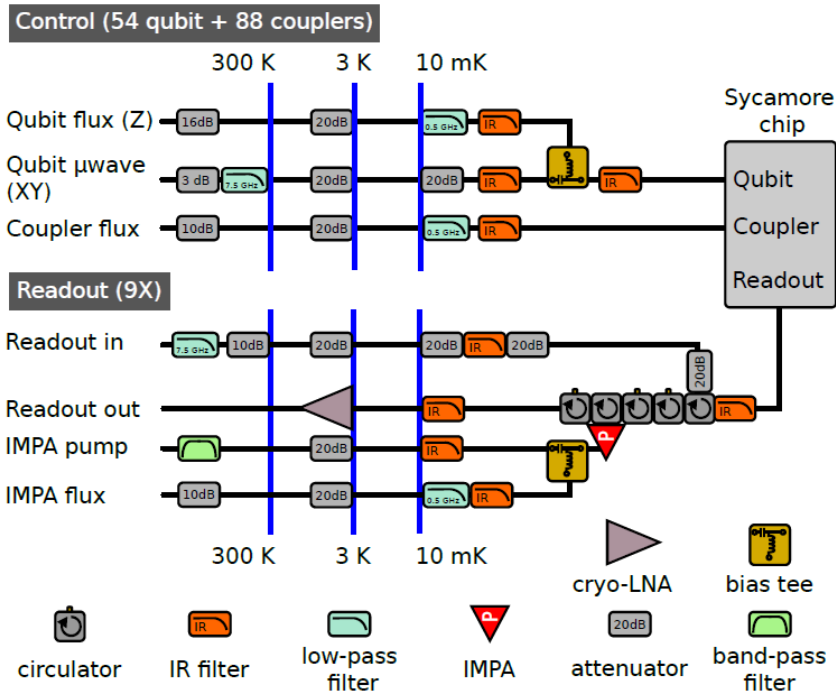 Control (54 qubit + 88 couplers)
300 K 3 K 10 mK
Sycamore
chip
Qubit flux (Z) 16dB 20dB 0.5 GHz IR
Qubit μwave
(XY)
3 dB 7.5 GHz 20dB 20dB IR IR Qubit
Coupler flux 10dB 20dB 0.5 GHz IR Coupler
Readout
Readout (9X)
Readout in 7.5 GHz 10dB 20dB 20dB IR 20dB
20dB
Readout out IR IR
P
IMPA pump 20dB IR
IMPA flux 10dB 20dB 0.5 GHz IR
300 K 3 K 10 mK
cryo-LNA bias tee
IR P 20dB
circulator IR filter low-pass
filter IMPA attenuator band-pass
filter